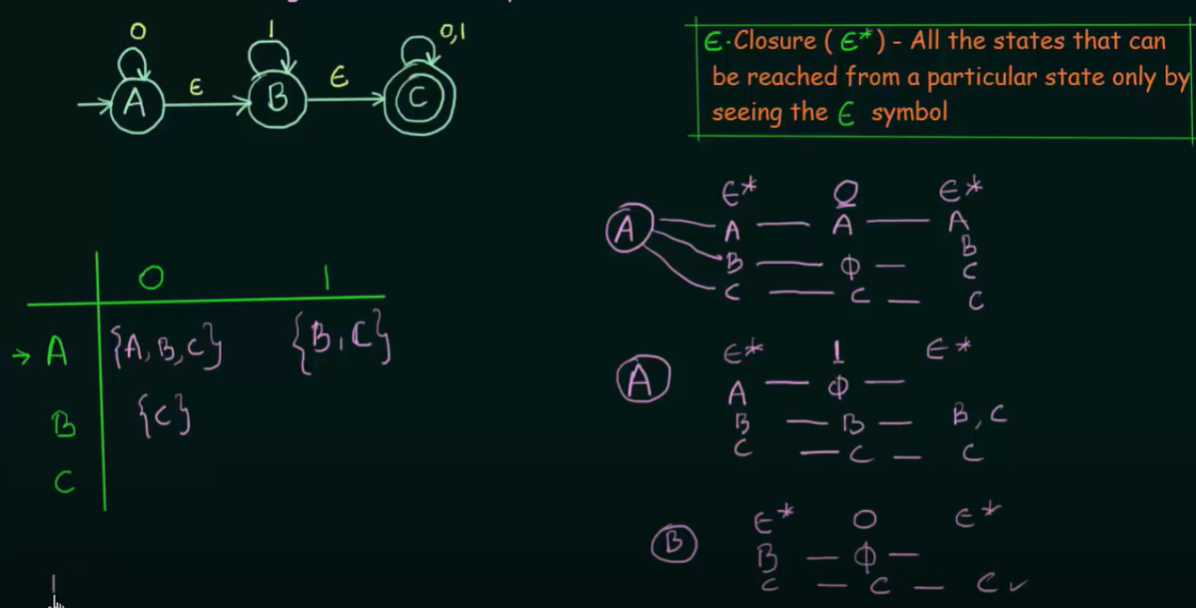 0 1 0,1
A ϵ B ϵ C
ϵ-Closure ( ϵ* ) - All the states that can
be reached from a particular state only by
seeing the ϵ symbol
ϵ* 0 ϵ*
A A — A — A
B
B — Φ —
C
C — C — C
A ϵ* 1 ϵ*
A — Φ —
B — B — B, C
C — C — C
B ϵ* 0 ϵ*
B — Φ —
C — C — C ✓
0 1
→ A {A, B, C} {B, C}
B {C}
C